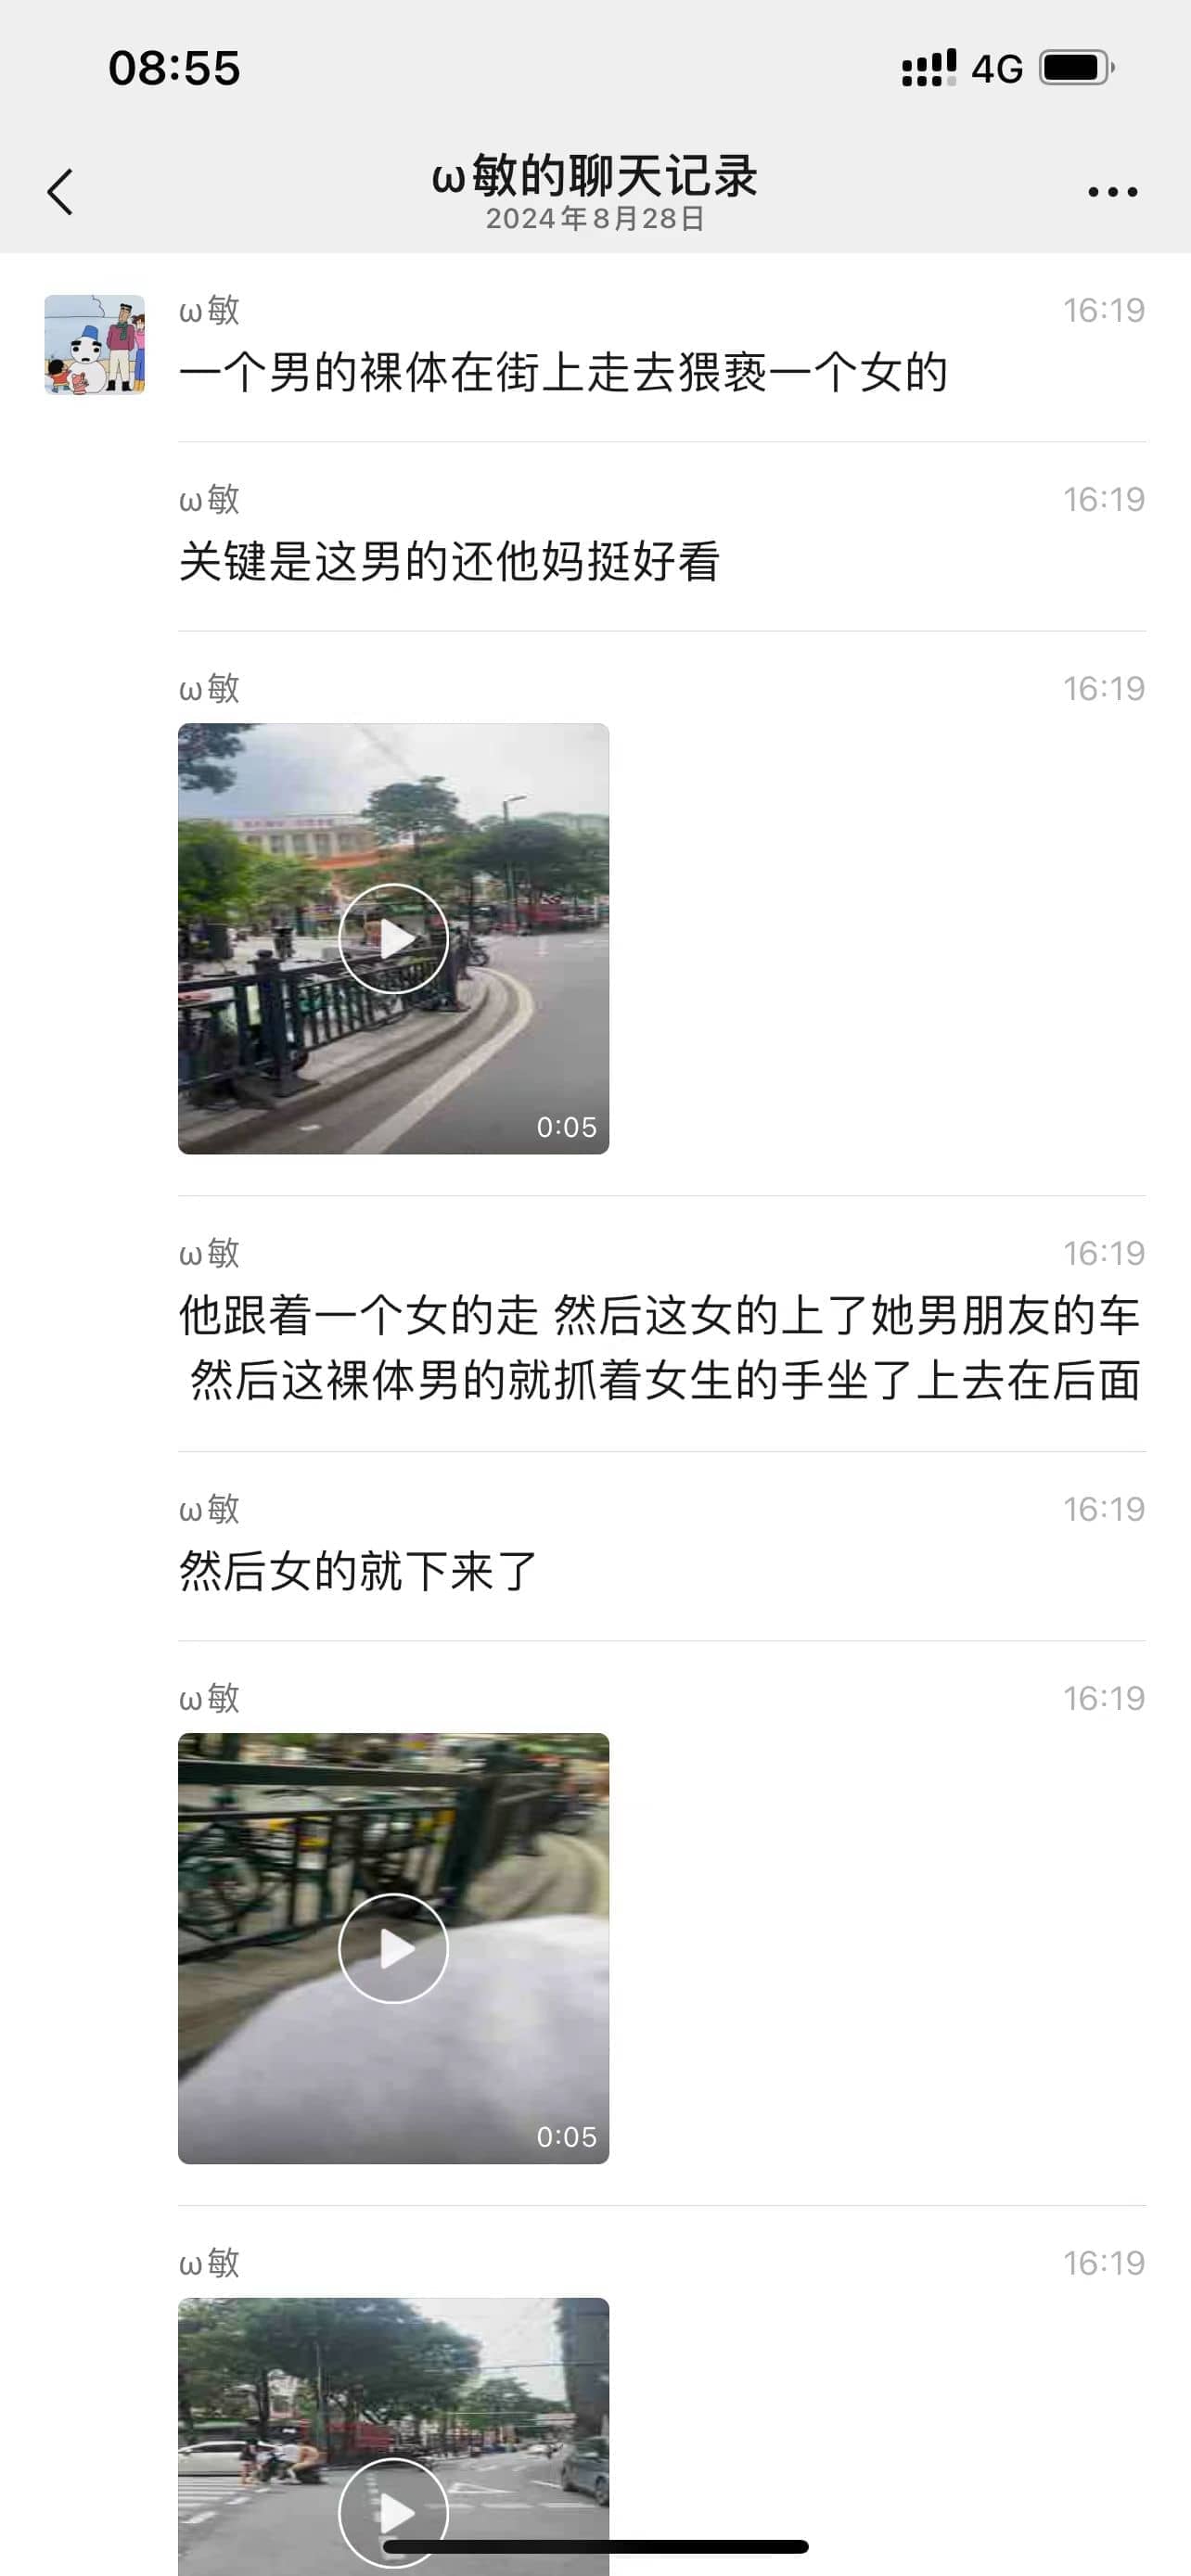 08:55
4G
ω敏的聊天记录
2024年8月28日
ω敏
16:19
一个男的裸体在街上走去猥亵一个女的
ω敏
16:19
关键是这男的还他妈挺好看
ω敏
16:19
0:05
ω敏
16:19
他跟着一个女的走 然后这女的上了她男朋友的车
然后这裸体男的就抓着女生的手坐了上去在后面
ω敏
16:19
然后女的就下来了
ω敏
16:19
0:05
ω敏
16:19